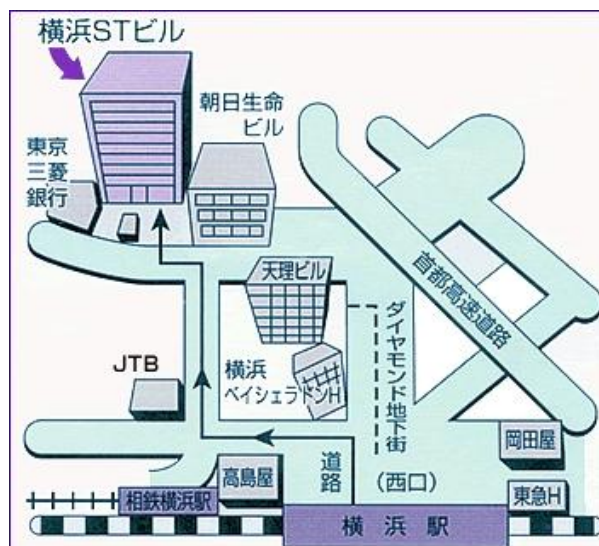 横浜STビル
朝日生命
ビル
東京
三菱
銀行
天理ビル
首都高速道路
ダイヤモンド地下街
JTB
横浜
ベイシェラトンH
岡田屋
高島屋
道路
(西口)
東急H
相鉄横浜駅
横浜駅